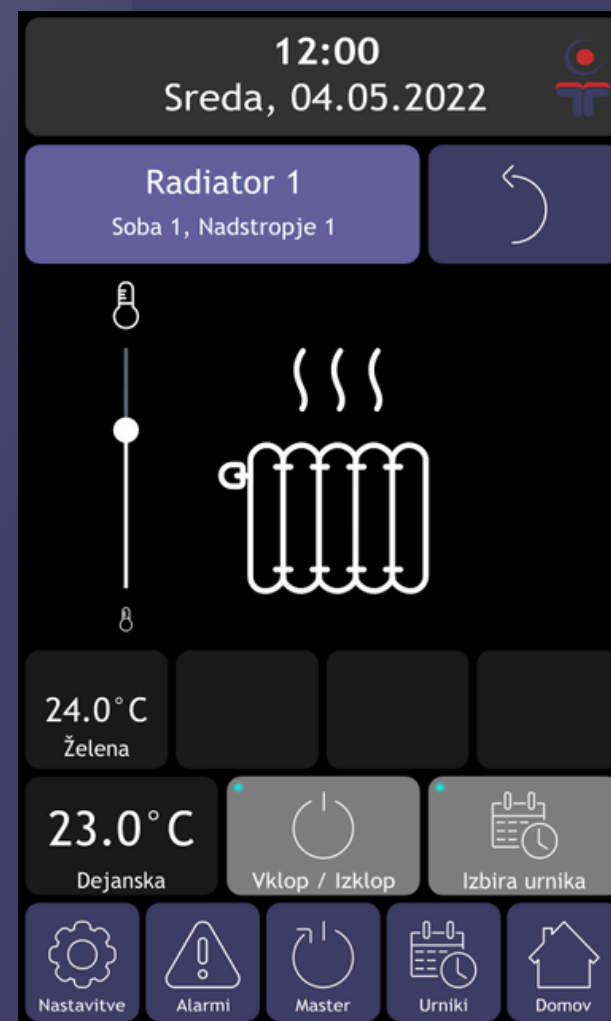 12:00
Sreda, 04.05.2022
Radiator 1
Soba 1, Nadstropje 1
24.0°C
Želena
23.0°C
Dejanska
Vklop / Izklop
Izbira urnika
Nastavitve
Alarmi
Master
Urniki
Domov